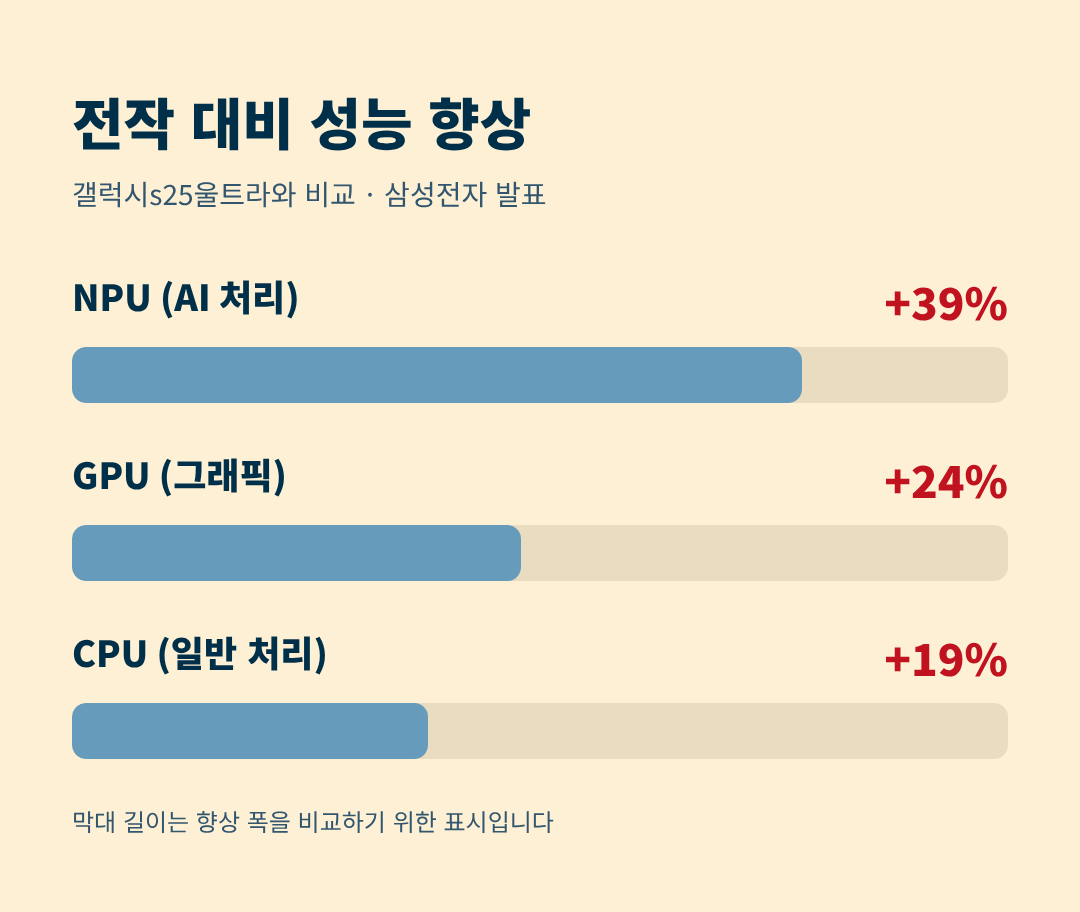 전작 대비 성능 향상
갤럭시s25울트라와 비교 · 삼성전자 발표
NPU (AI 처리)
+39%
GPU (그래픽)
+24%
CPU (일반 처리)
+19%
막대 길이는 향상 폭을 비교하기 위한 표시입니다